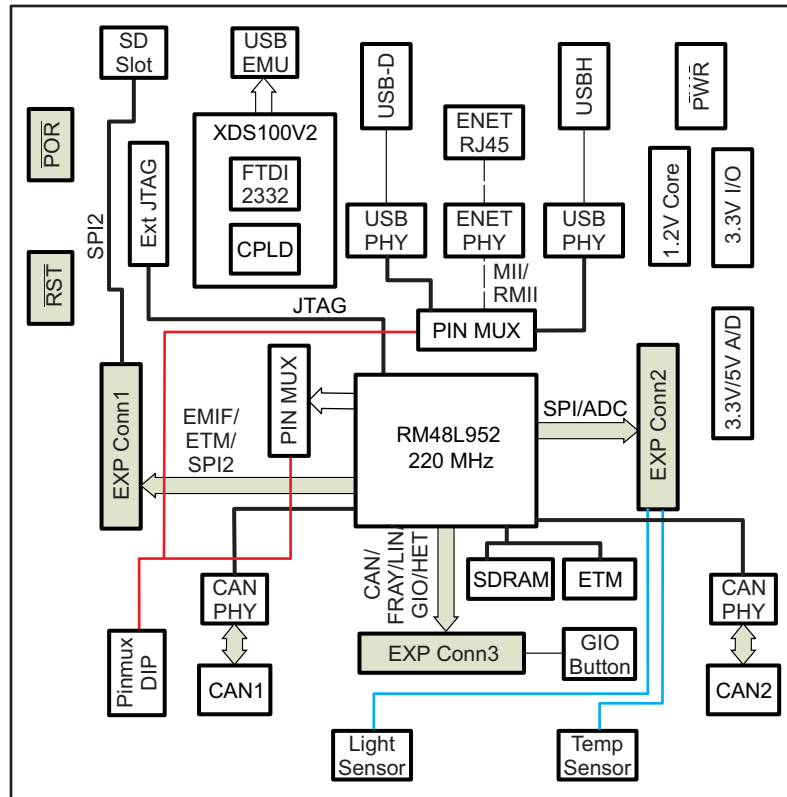 SD
Slot
USB
EMU
USB-D
ENET
RJ45
USBH
PWR
POR
XDS100V2
FTDI
2332
CPLD
Ext JTAG
SPI2
1.2V Core
3.3V I/O
USB
PHY
ENET
PHY
USB
PHY
RST
MII/
RMII
JTAG
PIN MUX
3.3V/5V A/D
EXP Conn1
PIN MUX
EMIF/
ETM/
SPI2
RM48L952
220 MHz
SPI/ADC
EXP Conn2
CAN/
FRAY/LIN/
GIO/HET
SDRAM
ETM
CAN
PHY
CAN
PHY
Pinmux
DIP
CAN1
EXP Conn3
GIO
Button
CAN2
Light
Sensor
Temp
Sensor